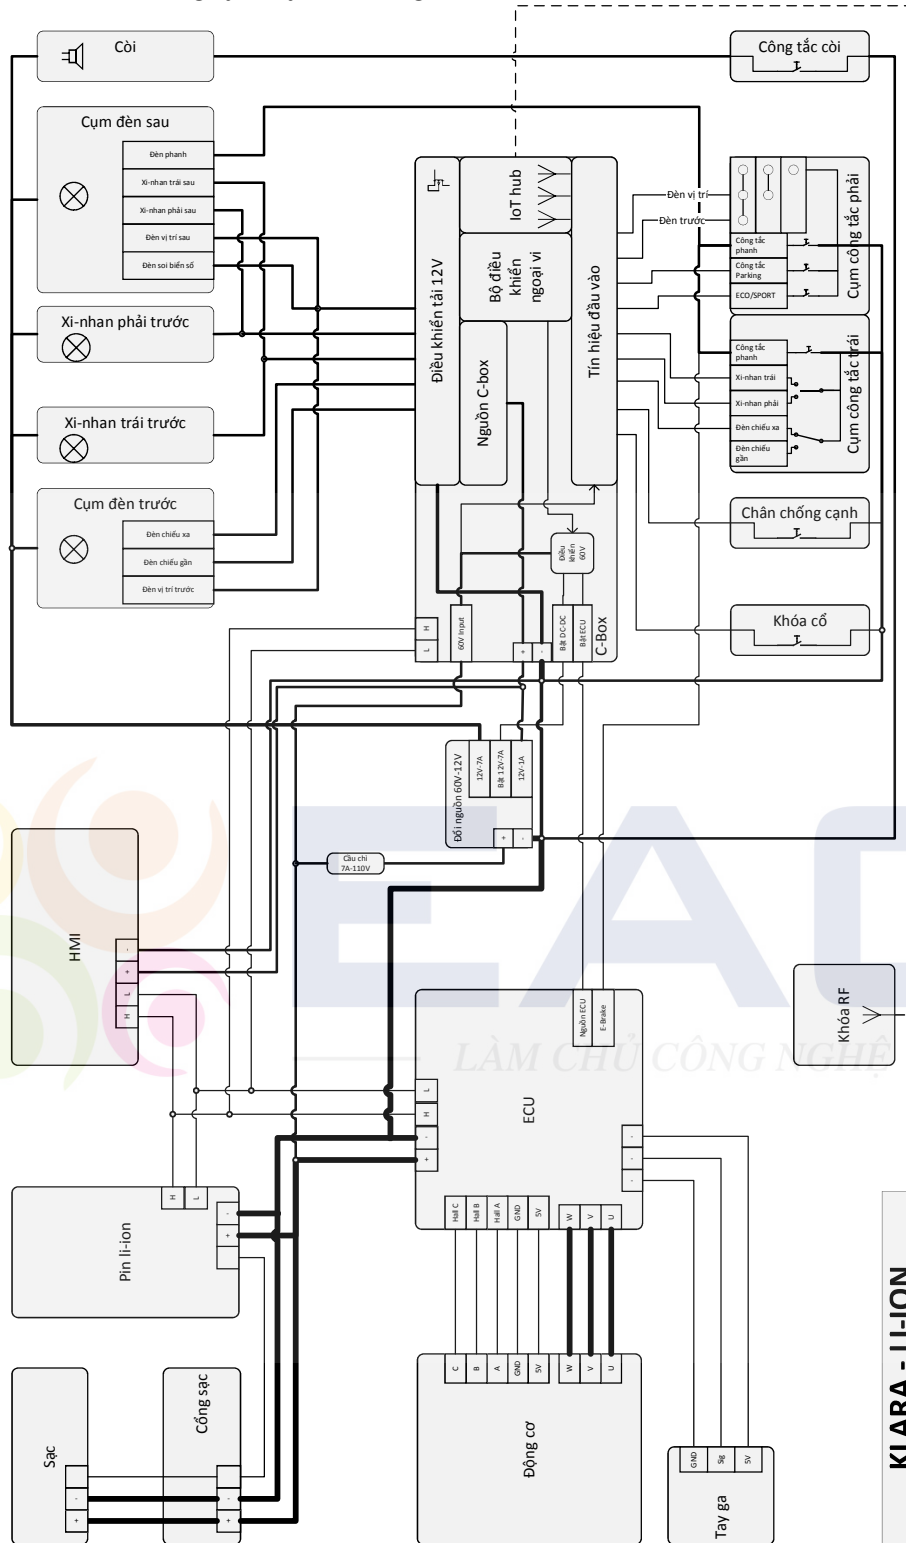 Còi
Công tắc còi
Cụm đèn sau
Đèn phanh
Xi-nhan trái sau
Xi-nhan phải sau
Đèn vị trí sau
Đèn soi biển số
Xi-nhan phải trước
Xi-nhan trái trước
Cụm đèn trước
Đèn chiếu xa
Đèn chiếu gần
Đèn vị trí trước
Điều khiển tải 12V
IoT hub
Bộ điều
khiển
ngoại vi
Nguồn C-box
Tín hiệu đầu vào
Điều
khiển
60V
H
L
60V Input
+
-
Bật DC-DC
Bật ECU
C-Box
Đèn vị trí
Đèn trước
Công tắc
phanh
Công tắc
Parking
ECO/SPORT
Cụm công tắc phải
Công tắc
phanh
Xi-nhan trái
Xi-nhan phải
Đèn chiếu xa
Đèn chiếu
gần
Cụm công tắc trái
Chân chống cạnh
Khóa cổ
Đổi nguồn 60V-12V
12V-7A
Bật 12V-7A
12V-1A
+
-
Cầu chì
7A-110V
HMI
-
+
L
H
EAC
LÀM CHỦ CÔNG NGHỆ
Khóa RF
Nguồn ECU
E-Brake
ECU
L
H
-
+
-
-
-
Hall C
Hall B
Hall A
GND
5V
W
V
U
Pin li-ion
H
L
-
+
Sạc
-
+
Cổng sạc
-
+
C
B
A
GND
5V
W
V
U
Động cơ
GND
Sig
5V
Tay ga
KLARA - LI-ION